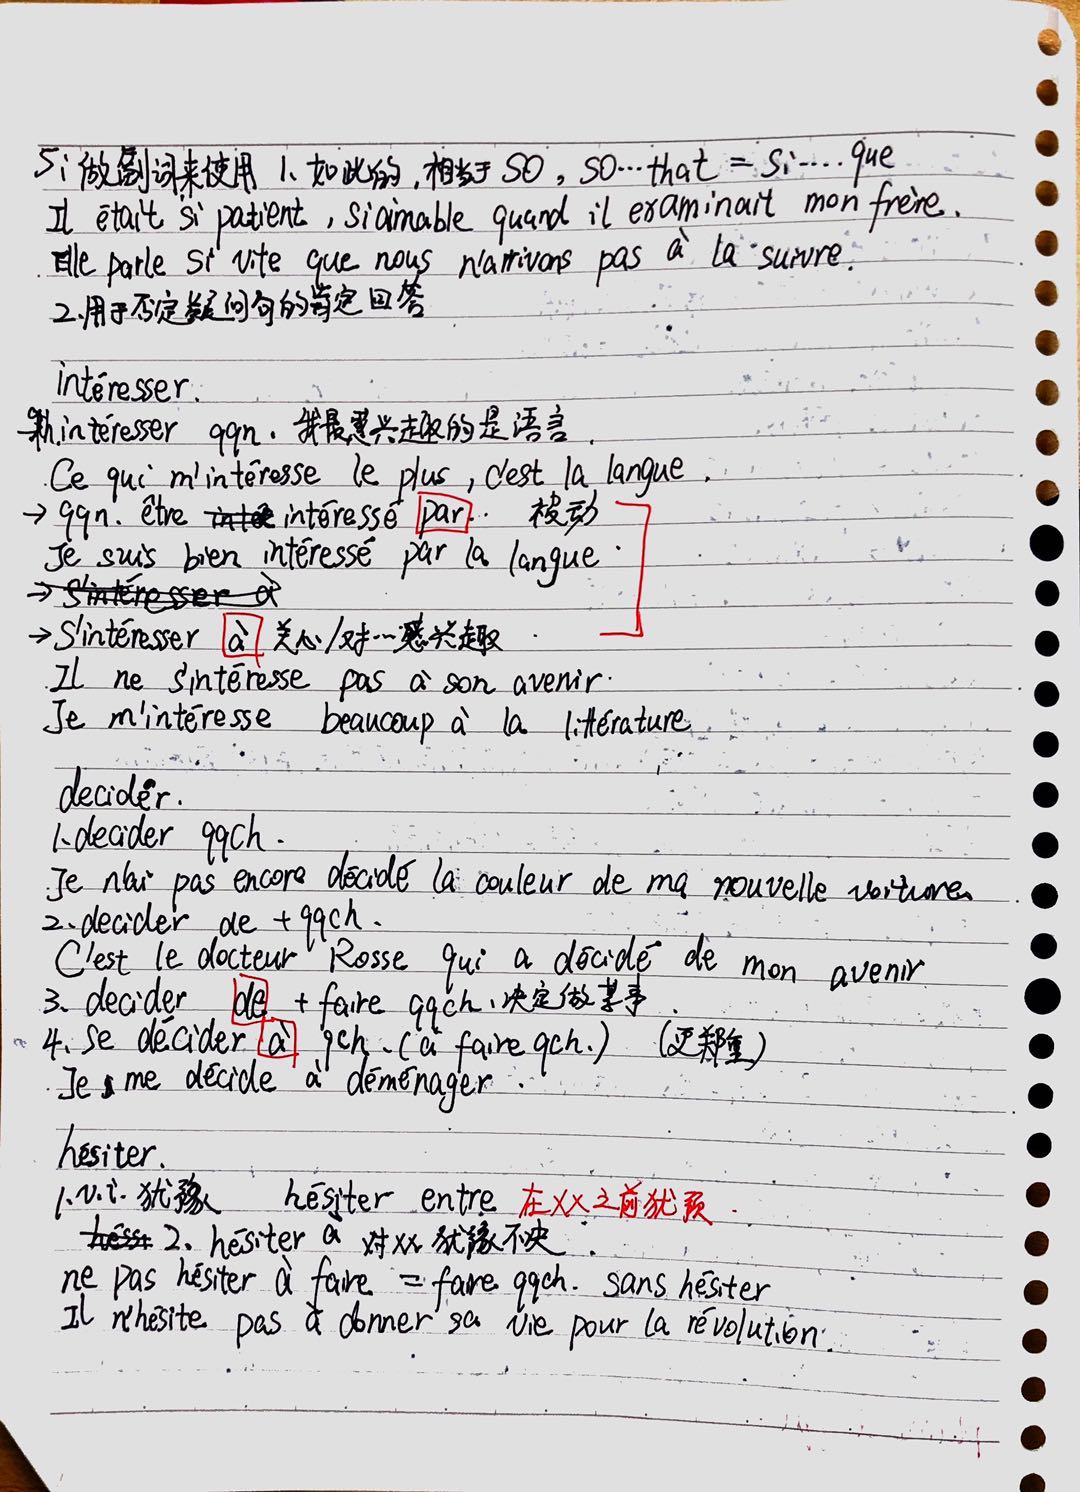 Si做副词来使用 1. 如此的,相当于SO, SO...that = Si....que
Il était si patient, si aimable quand il examinait mon frère.
Elle parle si vite que nous n'arrivons pas à la suivre.
2.用于否定疑问句的肯定回答
intéresser.
intéresser qqn. 我最感兴趣的是语言.
Ce qui m'intéresse le plus, c'est la langue.
→ qqn. être intéressé par.. 被动
Je suis bien intéressé par la langue.
→ S'intéresser à
→ S'intéresser à 关心/对...感兴趣
Il ne s'intéresse pas à son avenir.
Je m'intéresse beaucoup à la littérature
decidér.
1. decider qqch.
Je n'ai pas encore décidé la couleur de ma nouvelle voiture.
2. decider de + qqch.
C'est le docteur Rosse qui a décidé de mon avenir
3. decider de + faire qqch. 决定做某事.
4. se décider à qch. (à faire qch.) (更郑重)
Je me décide à déménager.
hésiter.
1. v.i. 犹豫 hésiter entre 在XX之前犹预.
2. hésiter à 对xx犹豫不决.
ne pas hésiter à faire = faire qqch. sans hésiter
Il n'hésite pas à donner sa vie pour la révolution.